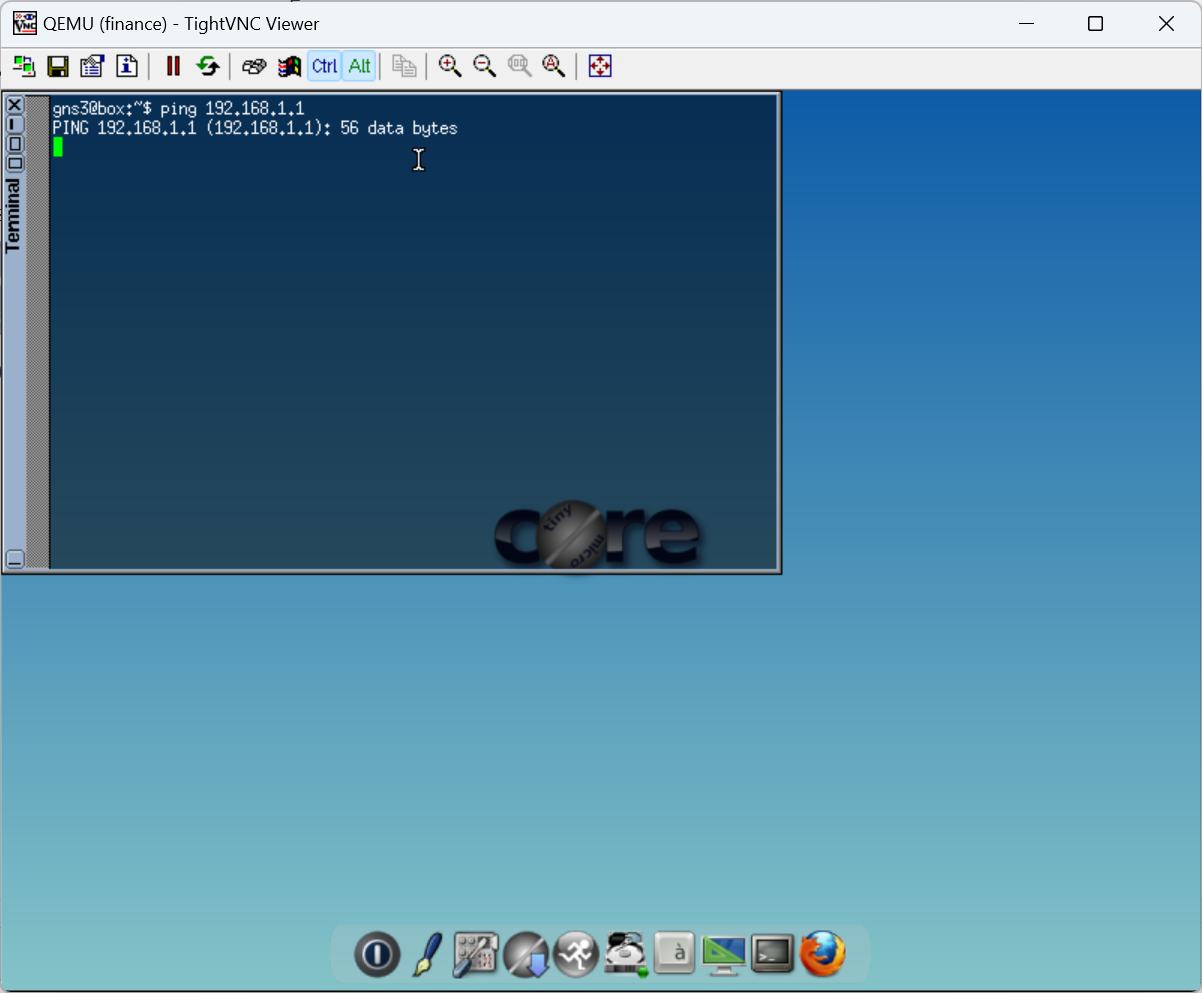 QEMU (finance) - TightVNC Viewer
Ctrl Alt
gns3@box:~$ ping 192.168.1.1
PING 192.168.1.1 (192.168.1.1): 56 data bytes
Terminal
core
tiny
micro
à